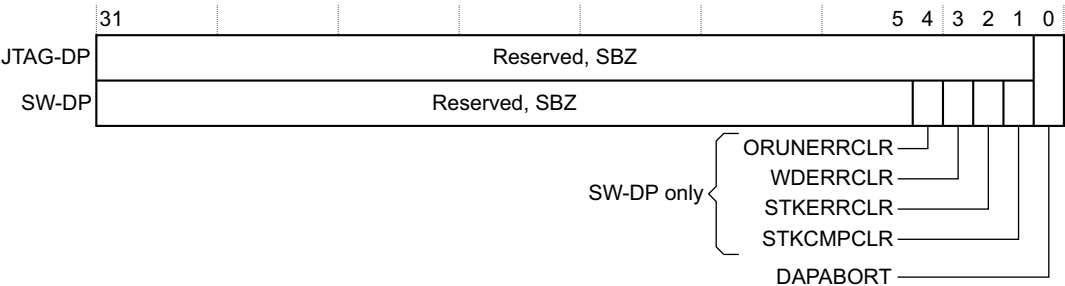 31 5 4 3 2 1 0
JTAG-DP Reserved, SBZ
SW-DP Reserved, SBZ
ORUNERRCLR
WDERRCLR
SW-DP only
STKERRCLR
STKCMPCLR
DAPABORT